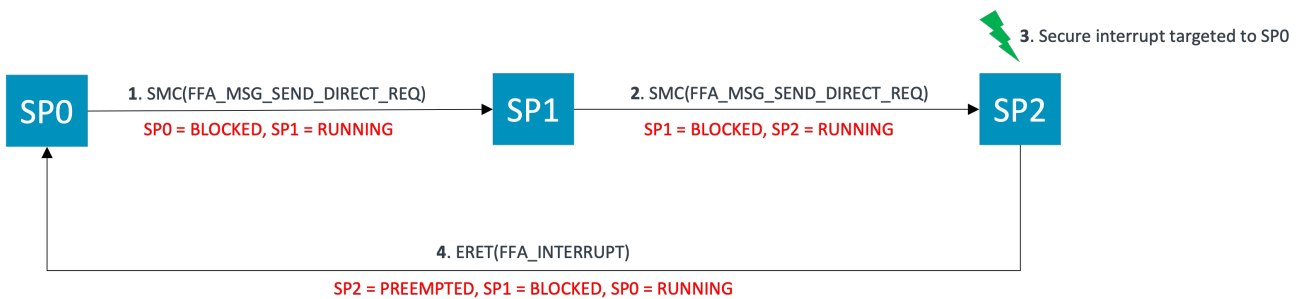 3. Secure interrupt targeted to SP0
SP0
1. SMC(FFA_MSG_SEND_DIRECT_REQ)
SP0 = BLOCKED, SP1 = RUNNING
SP1
2. SMC(FFA_MSG_SEND_DIRECT_REQ)
SP1 = BLOCKED, SP2 = RUNNING
SP2
4. ERET(FFA_INTERRUPT)
SP2 = PREEMPTED, SP1 = BLOCKED, SP0 = RUNNING